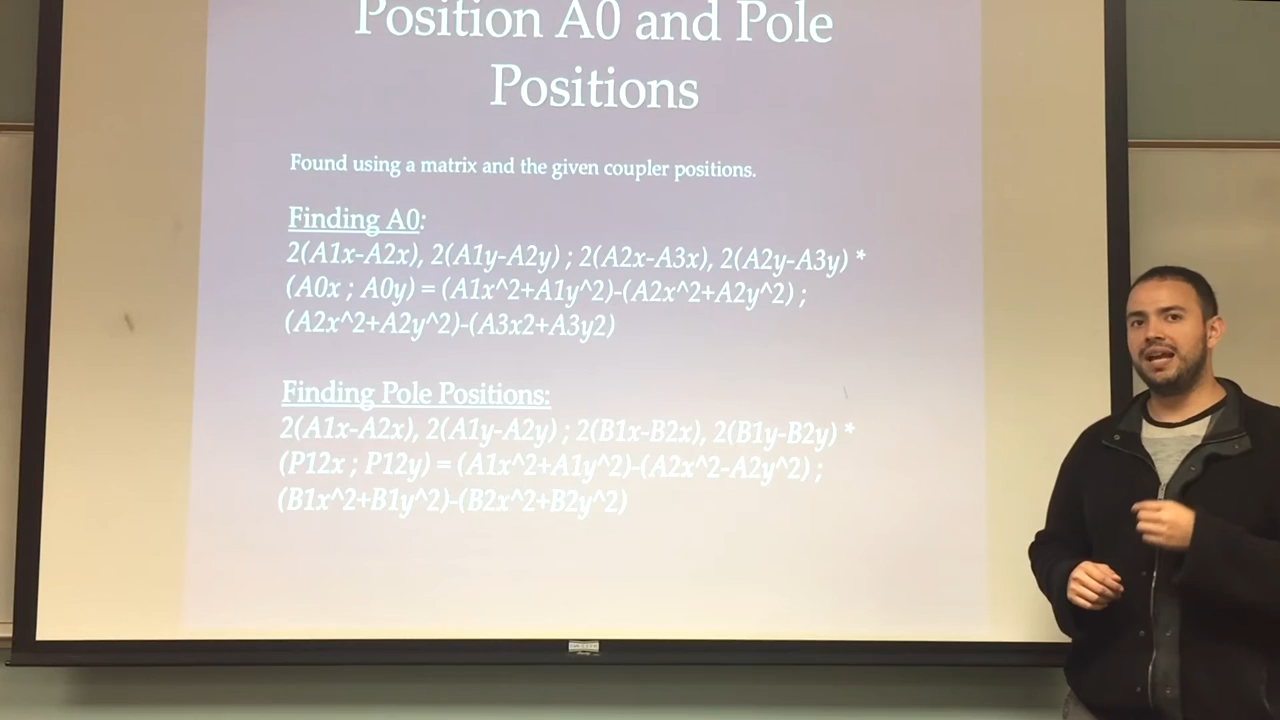 Position A0 and Pole
Positions
Found using a matrix and the given coupler positions.
Finding A0:
2(A1x-A2x), 2(A1y-A2y) ; 2(A2x-A3x), 2(A2y-A3y) *
(A0x ; A0y) = (A1x^2+A1y^2)-(A2x^2+A2y^2) ;
(A2x^2+A2y^2)-(A3x2+A3y2)
Finding Pole Positions:
2(A1x-A2x), 2(A1y-A2y) ; 2(B1x-B2x), 2(B1y-B2y) *
(P12x ; P12y) = (A1x^2+A1y^2)-(A2x^2-A2y^2) ;
(B1x^2+B1y^2)-(B2x^2+B2y^2)